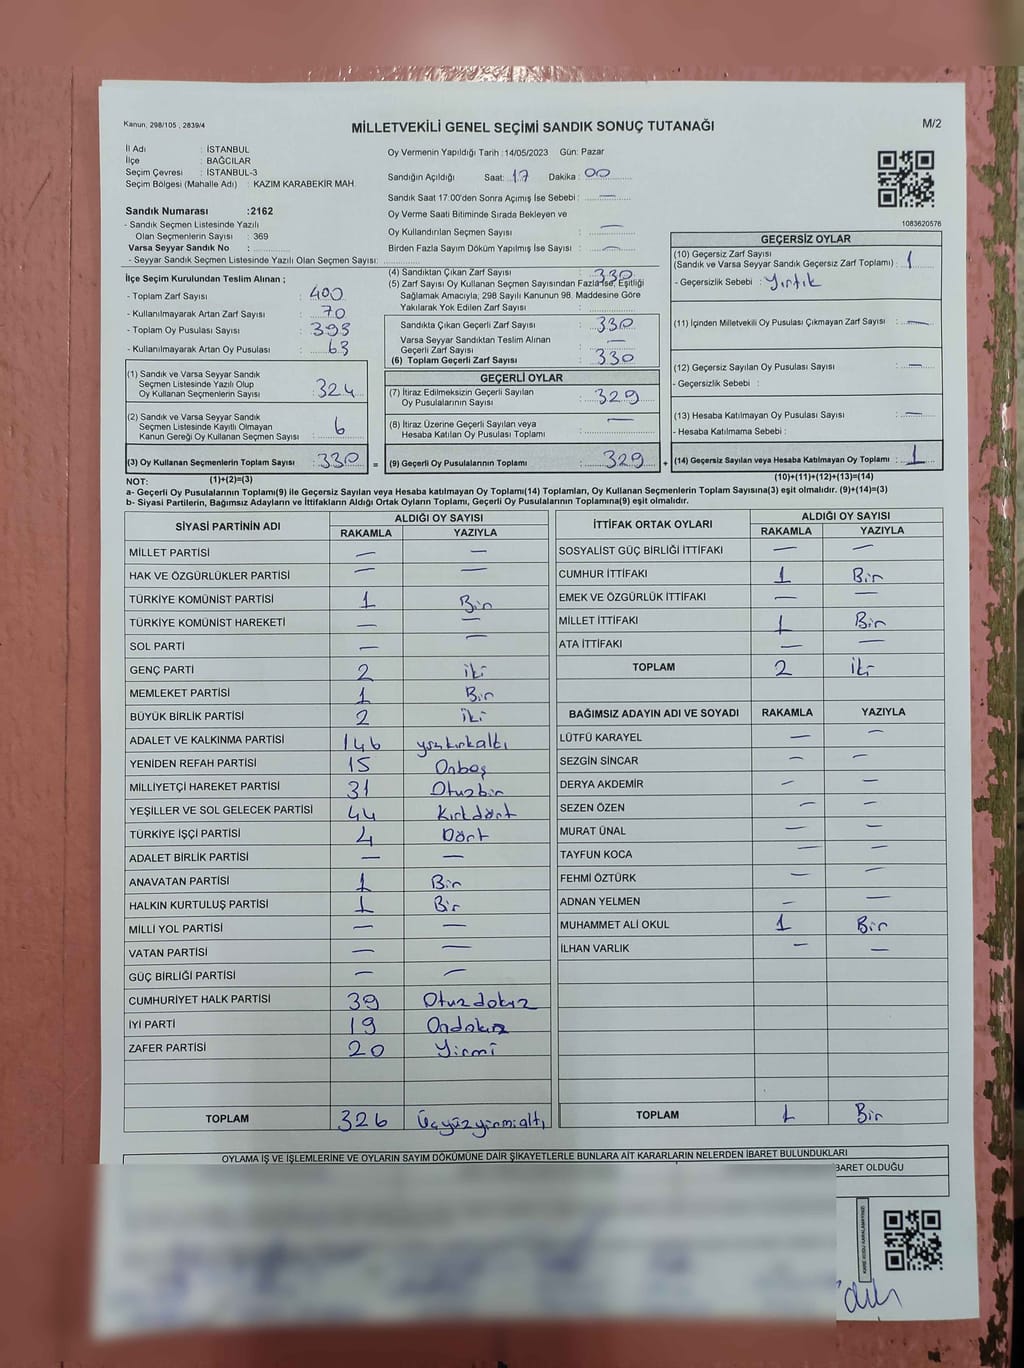 Kanun, 298/105 , 2839/4
MİLLETVEKİLİ GENEL SEÇİMİ SANDIK SONUÇ TUTANAĞI
M/2
İl Adı : İSTANBUL
İlçe : BAĞCILAR
Seçim Çevresi : İSTANBUL-3
Seçim Bölgesi (Mahalle Adı) : KAZIM KARABEKİR MAH.
Sandık Numarası :2162
- Sandık Seçmen Listesinde Yazılı
Olan Seçmenlerin Sayısı : 369
Varsa Seyyar Sandık No :
- Seyyar Sandık Seçmen Listesinde Yazılı Olan Seçmen Sayısı:
Oy Vermenin Yapıldığı Tarih :14/05/2023 Gün: Pazar
Sandığın Açıldığı Saat: 17 Dakika : 00
Sandık Saat 17:00'den Sonra Açımış İse Sebebi : —
Oy Verme Saati Bitiminde Sırada Bekleyen ve
Oy Kullandırılan Seçmen Sayısı : —
Birden Fazla Sayım Döküm Yapılmış İse Sayısı : —
1083620576
İlçe Seçim Kurulundan Teslim Alınan ;
- Toplam Zarf Sayısı : 400
- Kullanılmayarak Artan Zarf Sayısı : 70
- Toplam Oy Pusulası Sayısı : 393
- Kullanılmayarak Artan Oy Pusulası : 63
(1) Sandık ve Varsa Seyyar Sandık
Seçmen Listesinde Yazılı Olup
Oy Kullanan Seçmenlerin Sayısı : 324
(2) Sandık ve Varsa Seyyar Sandık
Seçmen Listesinde Kayıtlı Olmayan
Kanun Gereği Oy Kullanan Seçmen Sayısı : 6
(3) Oy Kullanan Seçmenlerin Toplam Sayısı : 330 =
(4) Sandıktan Çıkan Zarf Sayısı : 330
(5) Zarf Sayısı Oy Kullanan Seçmen Sayısından Fazla ise, Eşitliği
Sağlamak Amacıyla, 298 Sayılı Kanunun 98. Maddesine Göre
Yakılarak Yok Edilen Zarf Sayısı :
Sandıkta Çıkan Geçerli Zarf Sayısı : 330
Varsa Seyyar Sandıktan Teslim Alınan
Geçerli Zarf Sayısı : —
(6) Toplam Geçerli Zarf Sayısı : 330
GEÇERLİ OYLAR
(7) İtiraz Edilmeksizin Geçerli Sayılan
Oy Pusulalarının Sayısı : 329
(8) İtiraz Üzerine Geçerli Sayılan veya
Hesaba Katılan Oy Pusulası Toplamı : —
(9) Geçerli Oy Pusulalarının Toplamı : 329 +
GEÇERSİZ OYLAR
(10) Geçersiz Zarf Sayısı
(Sandık ve Varsa Seyyar Sandık Geçersiz Zarf Toplamı) : 1
- Geçersizlik Sebebi : Yırtık
(11) İçinden Milletvekili Oy Pusulası Çıkmayan Zarf Sayısı : —
(12) Geçersiz Sayılan Oy Pusulası Sayısı : —
- Geçersizlik Sebebi :
(13) Hesaba Katılmayan Oy Pusulası Sayısı : —
- Hesaba Katılmama Sebebi :
(14) Geçersiz Sayılan veya Hesaba Katılmayan Oy Toplamı : 1
NOT: (1)+(2)=(3) (10)+(11)+(12)+(13)=(14)
a- Geçerli Oy Pusulalarının Toplamı(9) ile Geçersiz Sayılan veya Hesaba katılmayan Oy Toplamı(14) Toplamları, Oy Kullanan Seçmenlerin Toplam Sayısına(3) eşit olmalıdır. (9)+(14)=(3)
b- Siyasi Partilerin, Bağımsız Adayların ve İttifakların Aldığı Ortak Oyların Toplamı, Geçerli Oy Pusulalarının Toplamına(9) eşit olmalıdır.
SİYASİ PARTİNİN ADI ALDIĞI OY SAYISI
RAKAMLA YAZIYLA
MİLLET PARTİSİ — —
HAK VE ÖZGÜRLÜKLER PARTİSİ — —
TÜRKİYE KOMÜNİST PARTİSİ 1 Bir
TÜRKİYE KOMÜNİST HAREKETİ — —
SOL PARTİ — —
GENÇ PARTİ 2 iki
MEMLEKET PARTİSİ 1 Bir
BÜYÜK BİRLİK PARTİSİ 2 iki
ADALET VE KALKINMA PARTİSİ 146 yüzkırkaltı
YENİDEN REFAH PARTİSİ 15 Onbeş
MİLLİYETÇİ HAREKET PARTİSİ 31 Otuzbir
YEŞİLLER VE SOL GELECEK PARTİSİ 44 Kırkdört
TÜRKİYE İŞÇİ PARTİSİ 4 Dört
ADALET BİRLİK PARTİSİ — —
ANAVATAN PARTİSİ 1 Bir
HALKIN KURTULUŞ PARTİSİ 1 Bir
MİLLİ YOL PARTİSİ — —
VATAN PARTİSİ — —
GÜÇ BİRLİĞİ PARTİSİ — —
CUMHURİYET HALK PARTİSİ 39 Otuzdokuz
İYİ PARTİ 19 Ondokuz
ZAFER PARTİSİ 20 Yirmi
TOPLAM 326 Üçyüzyirmialtı
İTTİFAK ORTAK OYLARI ALDIĞI OY SAYISI
RAKAMLA YAZIYLA
SOSYALİST GÜÇ BİRLİĞİ İTTİFAKI — —
CUMHUR İTTİFAKI 1 Bir
EMEK VE ÖZGÜRLÜK İTTİFAKI — —
MİLLET İTTİFAKI 1 Bir
ATA İTTİFAKI — —
TOPLAM 2 iki
BAĞIMSIZ ADAYIN ADI VE SOYADI RAKAMLA YAZIYLA
LÜTFÜ KARAYEL — —
SEZGİN SİNCAR — —
DERYA AKDEMİR — —
SEZEN ÖZEN — —
MURAT ÜNAL — —
TAYFUN KOCA — —
FEHMİ ÖZTÜRK — —
ADNAN YELMEN — —
MUHAMMET ALİ OKUL 1 Bir
İLHAN VARLIK — —
TOPLAM 1 Bir
OYLAMA İŞ VE İŞLEMLERİNE VE OYLARIN SAYIM DÖKÜMÜNE DAİR ŞİKAYETLERLE BUNLARA AİT KARARLARIN NELERDEN İBARET BULUNDUKLARI
BARET OLDUĞU
KARE KODU KARALAMAYINIZ!